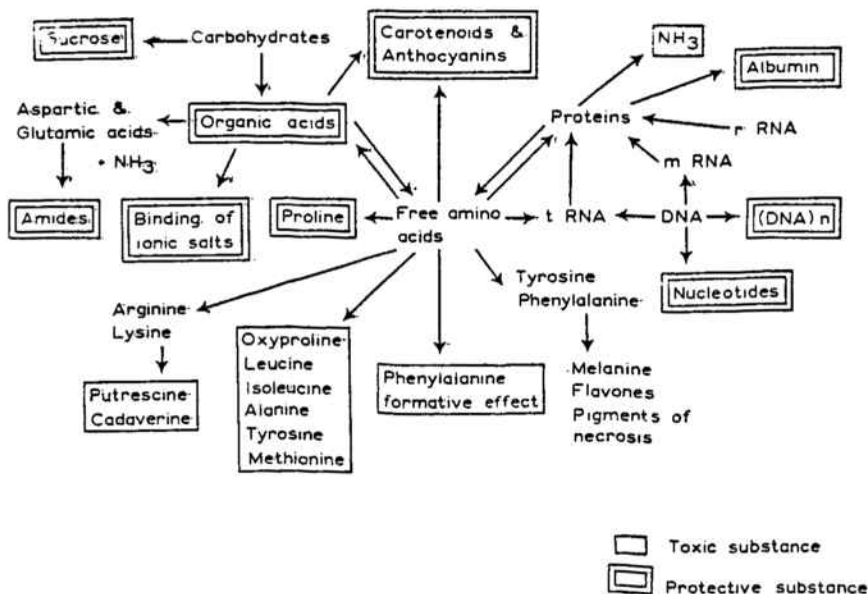 Sucrose
Carbohydrates
Carotenoids &
Anthocyanins
NH3
Albumin
Aspartic &
Glutamic acids
Organic acids
Proteins
r RNA
+ NH3
m RNA
Amides
Binding of
ionic salts
Proline
Free amino
acids
t RNA
DNA
(DNA) n
Nucleotides
Arginine
Lysine
Tyrosine
Phenylalanine
Putrescine
Cadaverine
Oxyproline
Leucine
Isoleucine
Alanine
Tyrosine
Methionine
Phenylalanine
formative effect
Melanine
Flavones
Pigments of
necrosis
Toxic substance
Protective substance